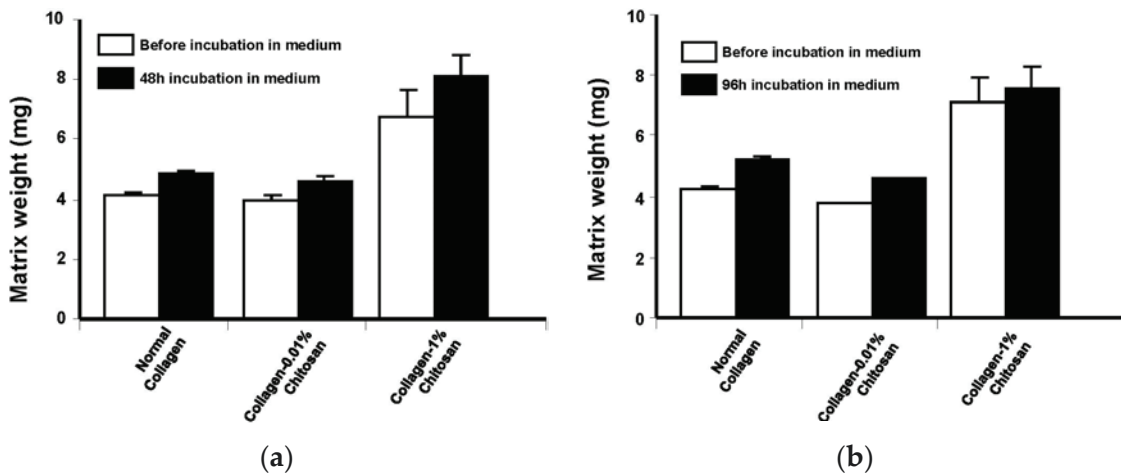 10
8
6
4
2
0
Matrix weight (mg)
Before incubation in medium
48h incubation in medium
Normal
Collagen
Collagen-0.01%
Chitosan
Collagen-1%
Chitosan
(a)
10
8
6
4
2
0
Matrix weight (mg)
Before incubation in medium
96h incubation in medium
Normal
Collagen
Collagen-0.01%
Chitosan
Collagen-1%
Chitosan
(b)